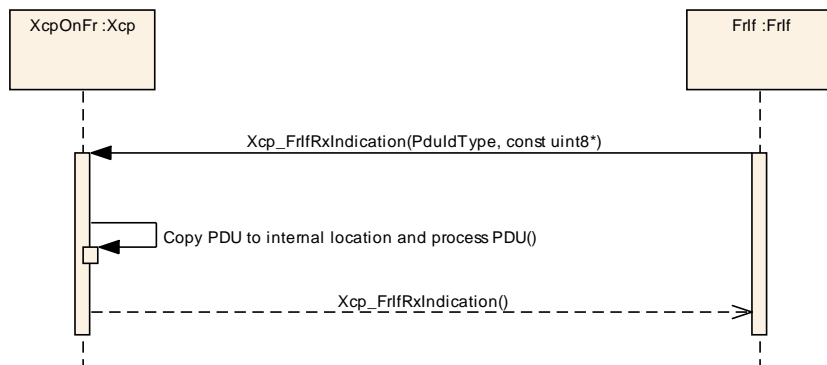 XcpOnFr :Xcp
FrIf :FrIf
Xcp_FrIfRxIndication(PduIdType, const uint8*)
Copy PDU to internal location and process PDU()
Xcp_FrIfRxIndication()